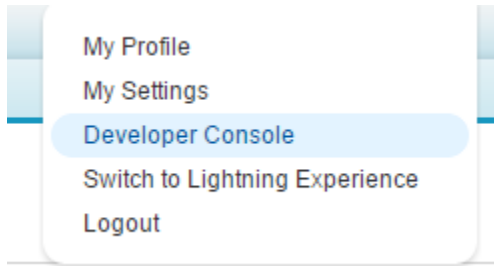 My Profile
My Settings
Developer Console
Switch to Lightning Experience
Logout